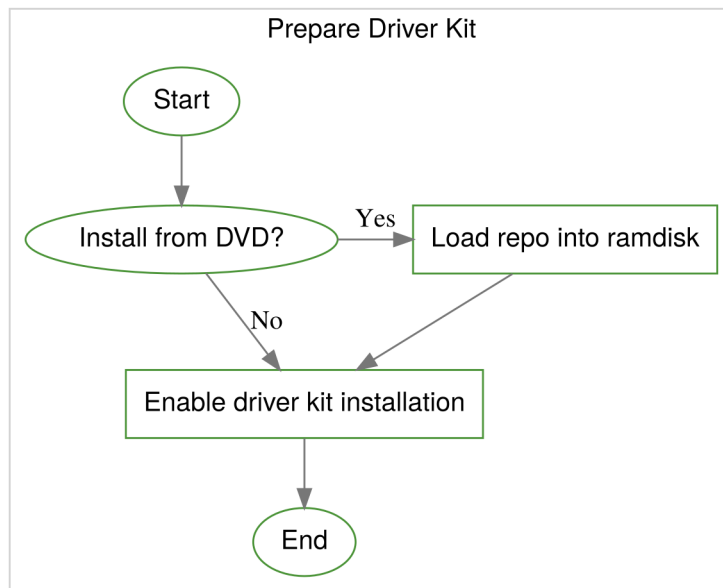 Prepare Driver Kit
Start
Install from DVD?
Yes
Load repo into ramdisk
No
Enable driver kit installation
End